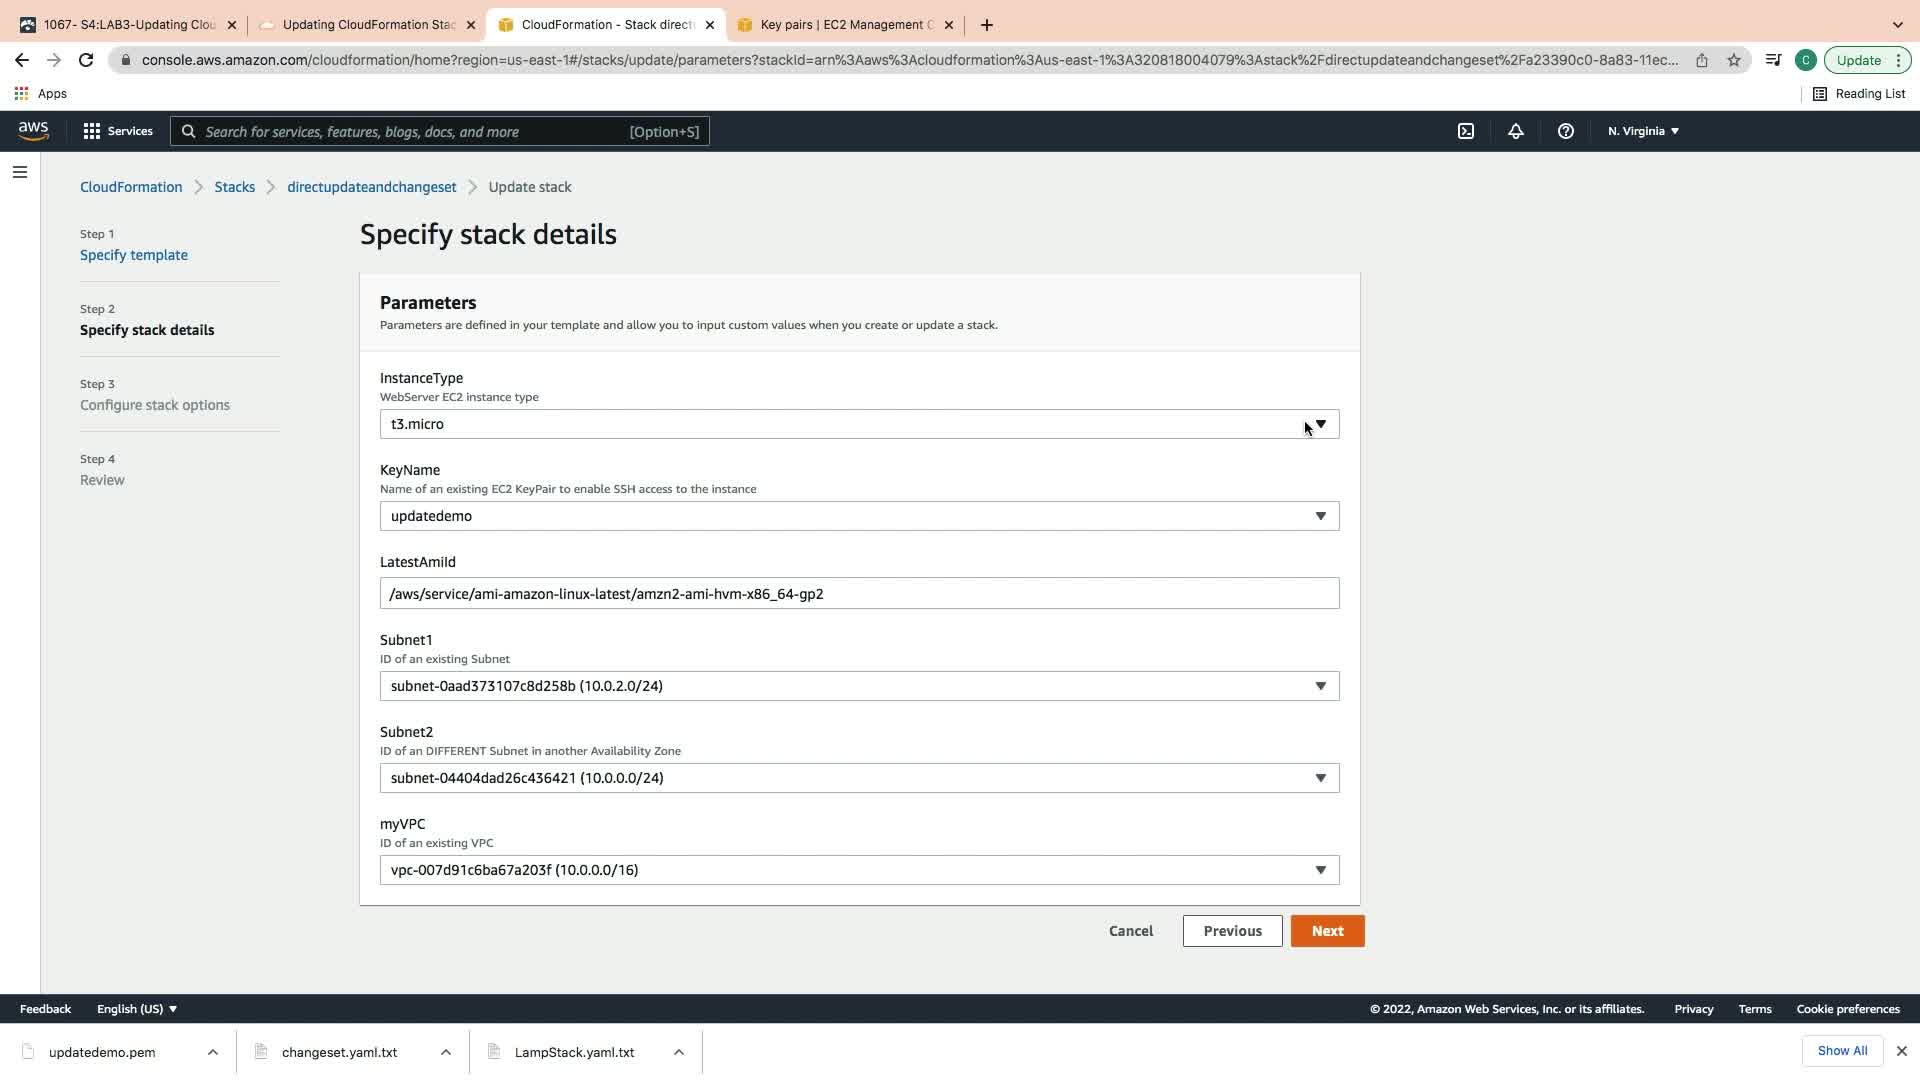 1067- S4:LAB3-Updating Clou
Updating CloudFormation Stac
CloudFormation - Stack direct
Key pairs | EC2 Management C
console.aws.amazon.com/cloudformation/home?region=us-east-1#/stacks/update/parameters?stackId=arn%3Aaws%3Acloudformation%3Aus-east-1%3A320818004079%3Astack%2Fdirectupdateandchangeset%2Fa23390c0-8a83-11ec...
C
Update
Apps
Reading List
aws
Services
Search for services, features, blogs, docs, and more
[Option+S]
N. Virginia
CloudFormation
Stacks
directupdateandchangeset
Update stack
Step 1
Specify template
Step 2
Specify stack details
Step 3
Configure stack options
Step 4
Review
Specify stack details
Parameters
Parameters are defined in your template and allow you to input custom values when you create or update a stack.
InstanceType
WebServer EC2 instance type
t3.micro
KeyName
Name of an existing EC2 KeyPair to enable SSH access to the instance
updatedemo
LatestAmiId
/aws/service/ami-amazon-linux-latest/amzn2-ami-hvm-x86_64-gp2
Subnet1
ID of an existing Subnet
subnet-0aad373107c8d258b (10.0.2.0/24)
Subnet2
ID of an DIFFERENT Subnet in another Availability Zone
subnet-04404dad26c436421 (10.0.0.0/24)
myVPC
ID of an existing VPC
vpc-007d91c6ba67a203f (10.0.0.0/16)
Cancel
Previous
Next
Feedback
English (US)
© 2022, Amazon Web Services, Inc. or its affiliates.
Privacy
Terms
Cookie preferences
updatedemo.pem
changeset.yaml.txt
LampStack.yaml.txt
Show All